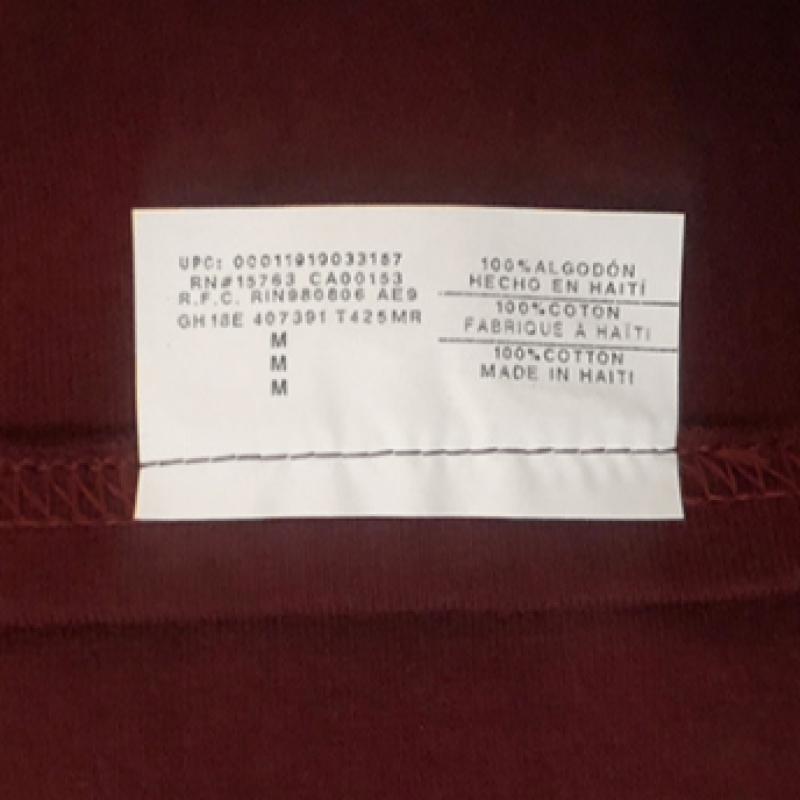 UPC: 00011919033187
RN#15763 CA00153
R.F.C. RIN980806 AE9
GH18E 407391 T425MR
M
M
M
100%ALGODÓN
HECHO EN HAITÍ
100%COTON
FABRIQUÉ À HAÏTI
100%COTTON
MADE IN HAITI